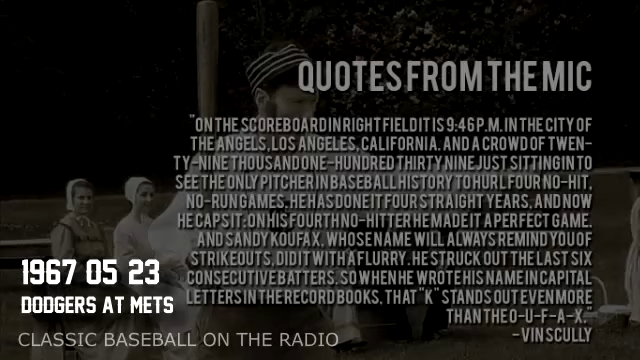 QUOTES FROM THE MIC
"ON THE SCOREBOARD IN RIGHT FIELD IT IS 9:46 P.M. IN THE CITY OF
THE ANGELS, LOS ANGELES, CALIFORNIA. AND A CROWD OF TWEN-
TY-NINE THOUSAND ONE-HUNDRED THIRTY NINE JUST SITTING IN TO
SEE THE ONLY PITCHER IN BASEBALL HISTORY TO HURL FOUR NO-HIT,
NO-RUN GAMES. HE HAS DONE IT FOUR STRAIGHT YEARS, AND NOW
HE CAPS IT: ON HIS FOURTH NO-HITTER HE MADE IT A PERFECT GAME.
AND SANDY KOUFAX, WHOSE NAME WILL ALWAYS REMIND YOU OF
STRIKEOUTS, DID IT WITH A FLURRY. HE STRUCK OUT THE LAST SIX
CONSECUTIVE BATTERS. SO WHEN HE WROTE HIS NAME IN CAPITAL
LETTERS IN THE RECORD BOOKS, THAT "K" STANDS OUT EVEN MORE
THAN THE O-U-F-A-X."
- VIN SCULLY
1967 05 23
DODGERS AT METS
CLASSIC BASEBALL ON THE RADIO